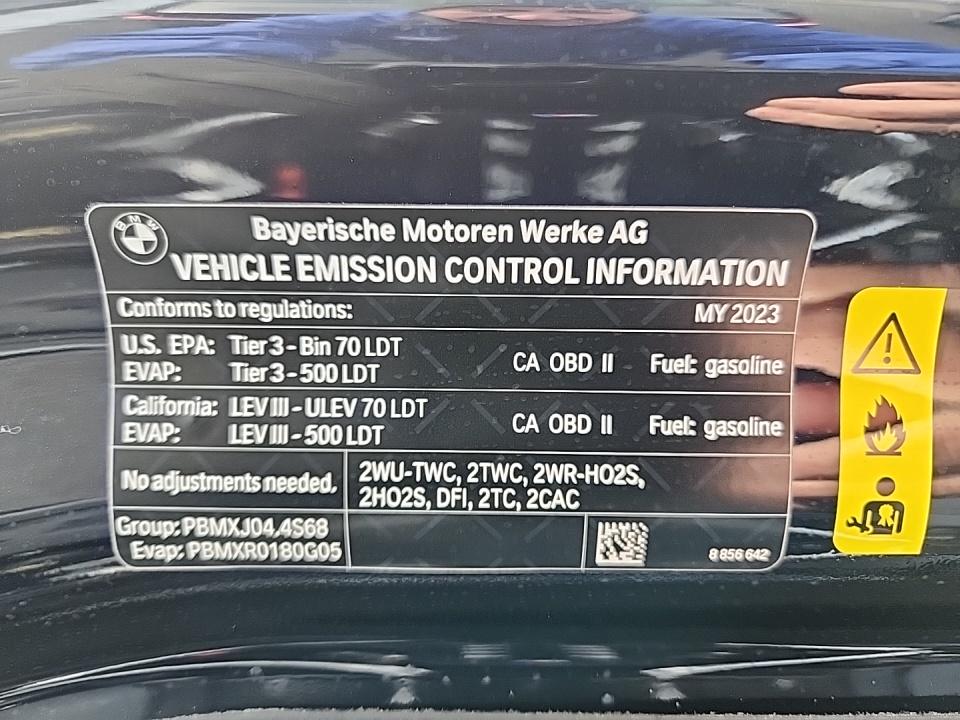 BMW
Bayerische Motoren Werke AG
VEHICLE EMISSION CONTROL INFORMATION
Conforms to regulations: MY 2023
U.S. EPA: Tier 3 - Bin 70 LDT CA OBD II Fuel: gasoline
EVAP: Tier 3 - 500 LDT
California: LEV III - ULEV 70 LDT CA OBD II Fuel: gasoline
EVAP: LEV III - 500 LDT
No adjustments needed. 2WU-TWC, 2TWC, 2WR-HO2S,
2HO2S, DFI, 2TC, 2CAC
Group: PBMXJ04.4S68
Evap: PBMXR0180G05
8 856 642